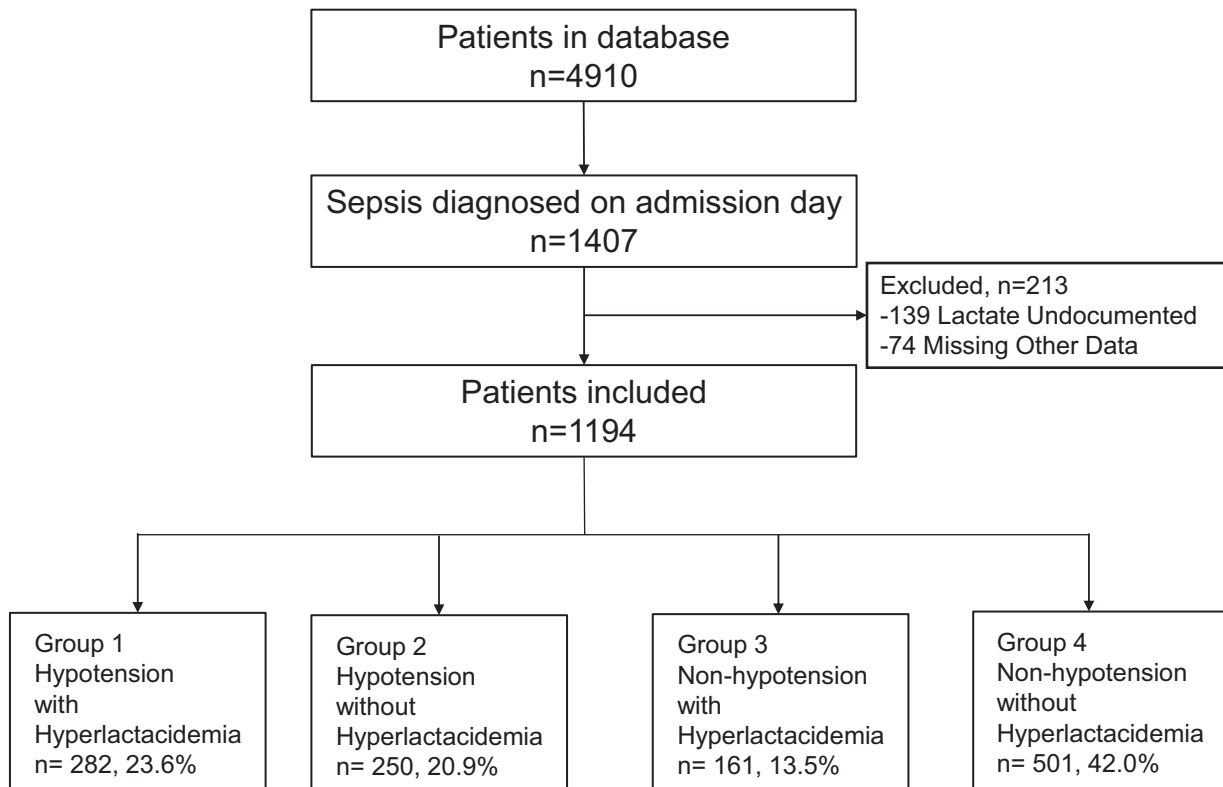 Patients in database
n=4910
Sepsis diagnosed on admission day
n=1407
Excluded, n=213
-139 Lactate Undocumented
-74 Missing Other Data
Patients included
n=1194
Group 1
Hypotension
with
Hyperlactacidemia
n= 282, 23.6%
Group 2
Hypotension
without
Hyperlactacidemia
n= 250, 20.9%
Group 3
Non-hypotension
with
Hyperlactacidemia
n= 161, 13.5%
Group 4
Non-hypotension
without
Hyperlactacidemia
n= 501, 42.0%